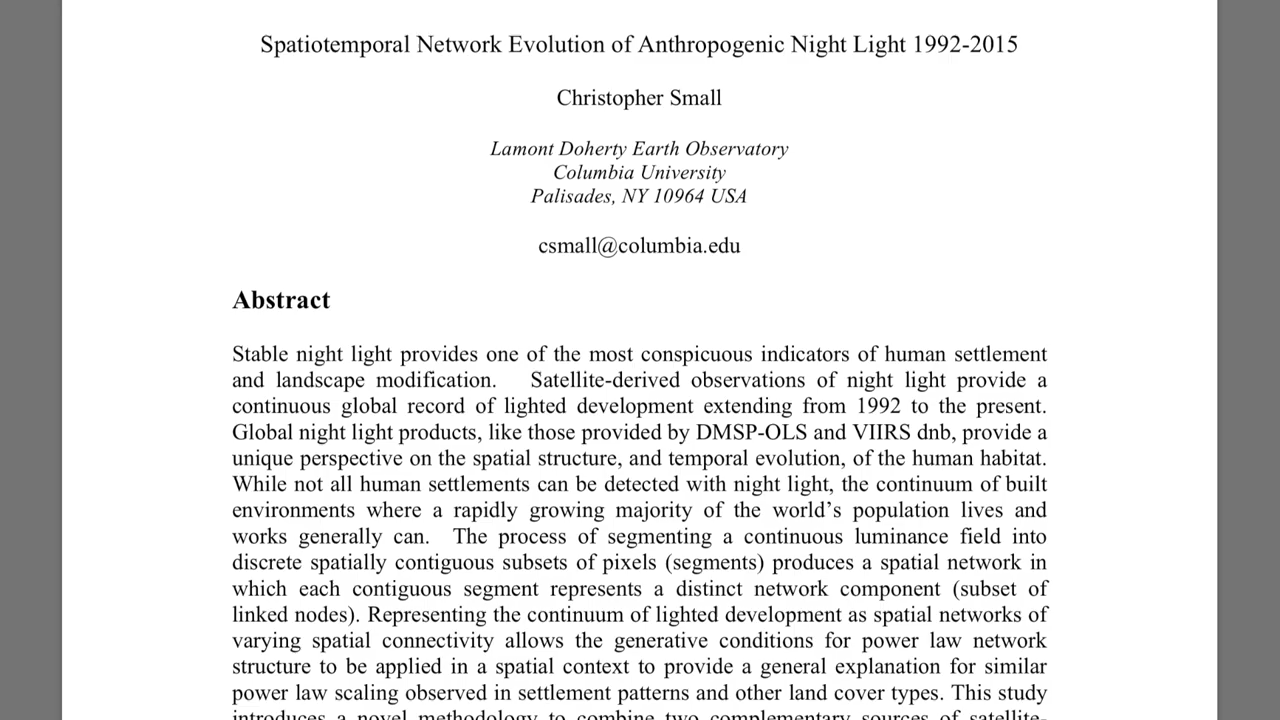 Spatiotemporal Network Evolution of Anthropogenic Night Light 1992-2015
Christopher Small
Lamont Doherty Earth Observatory
Columbia University
Palisades, NY 10964 USA
csmall@columbia.edu
Abstract
Stable night light provides one of the most conspicuous indicators of human settlement
and landscape modification. Satellite-derived observations of night light provide a
continuous global record of lighted development extending from 1992 to the present.
Global night light products, like those provided by DMSP-OLS and VIIRS dnb, provide a
unique perspective on the spatial structure, and temporal evolution, of the human habitat.
While not all human settlements can be detected with night light, the continuum of built
environments where a rapidly growing majority of the world's population lives and
works generally can. The process of segmenting a continuous luminance field into
discrete spatially contiguous subsets of pixels (segments) produces a spatial network in
which each contiguous segment represents a distinct network component (subset of
linked nodes). Representing the continuum of lighted development as spatial networks of
varying spatial connectivity allows the generative conditions for power law network
structure to be applied in a spatial context to provide a general explanation for similar
power law scaling observed in settlement patterns and other land cover types. This study
introduces a novel methodology to combine two complementary sources of satellite-